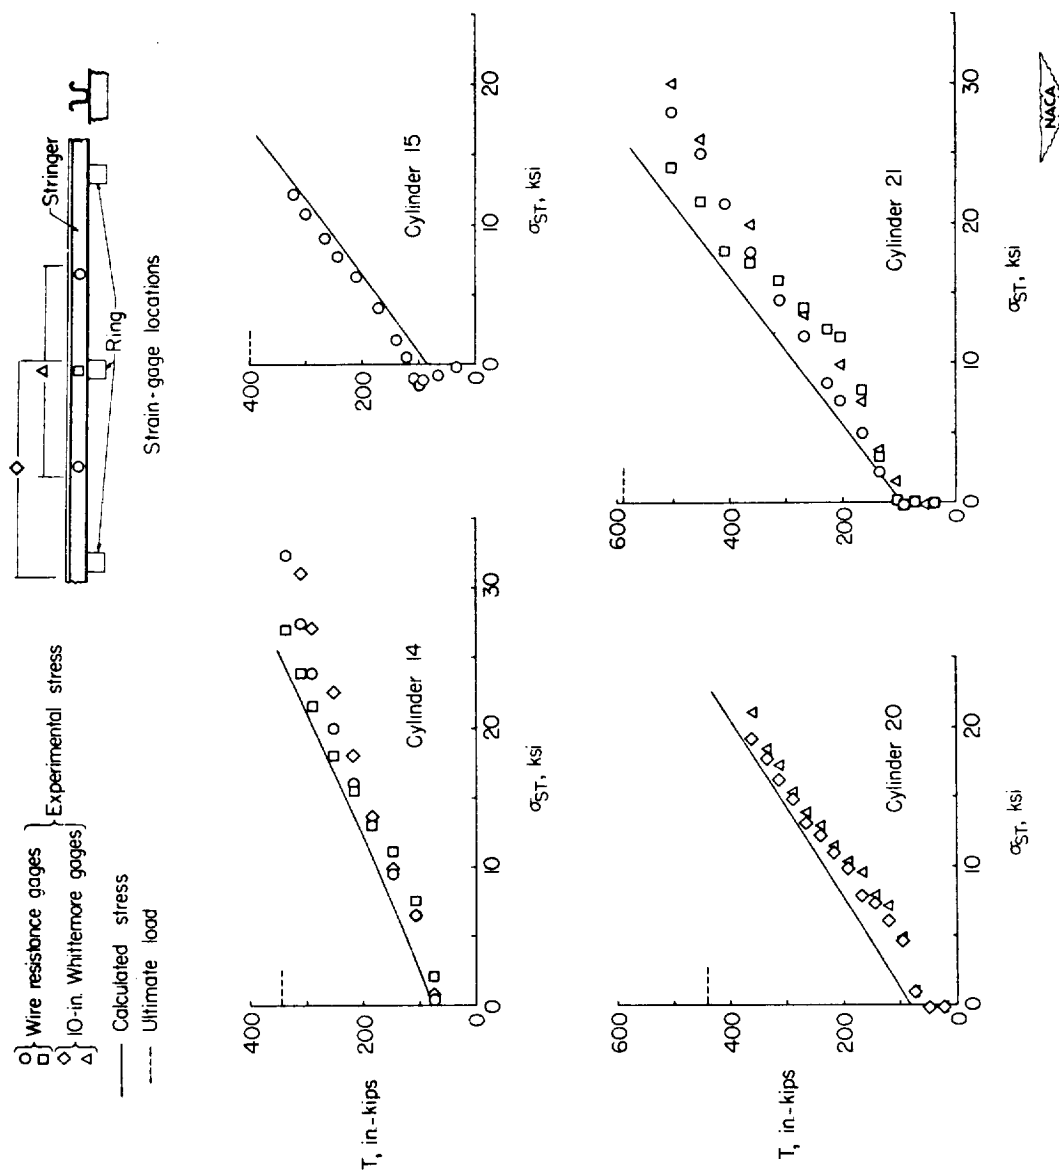 Wire resistance gages
10-in. Whittemore gages
Experimental stress
Calculated stress
Ultimate load
Stringer
Ring
Strain-gage locations
400
200
0
T, in.-kips
0
10
20
30
σST, ksi
Cylinder 14
400
200
0
0
10
20
σST, ksi
Cylinder 15
600
400
200
0
T, in.-kips
0
10
20
σST, ksi
Cylinder 20
600
400
200
0
0
10
20
30
σST, ksi
Cylinder 21
NACA